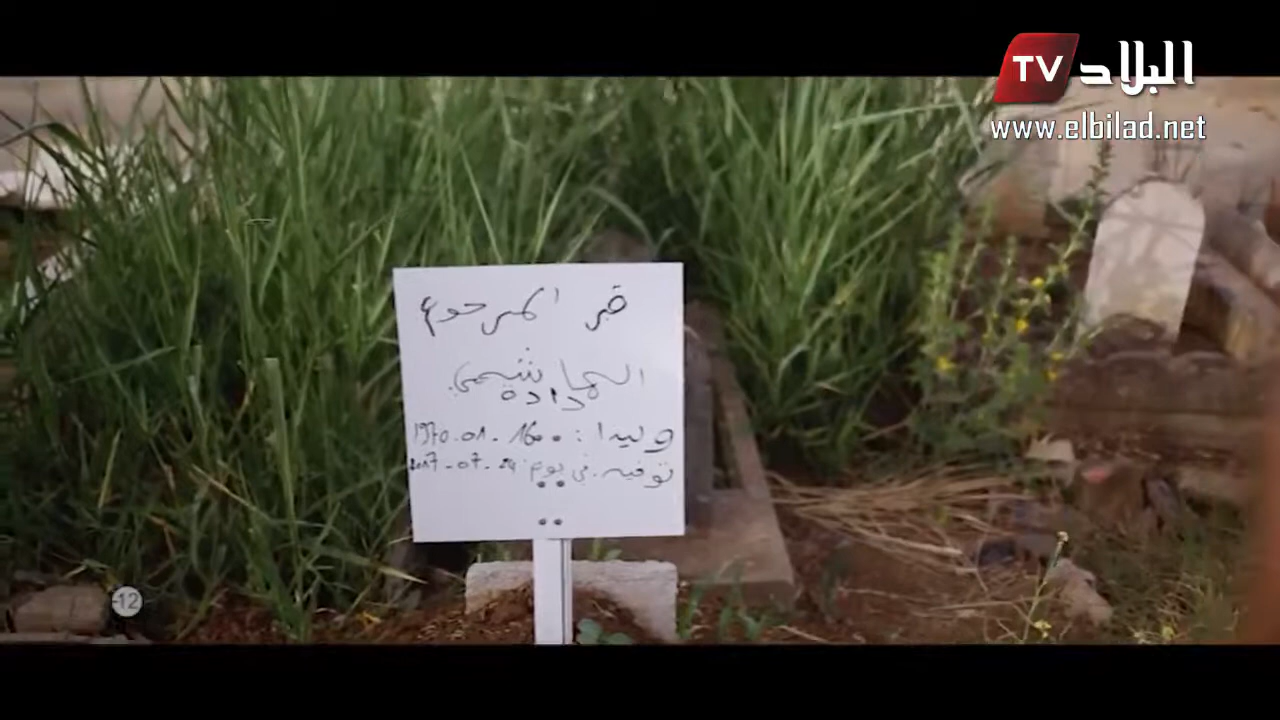 TV البلاد
www.elbilad.net
قبر المرحوم
الهاشمي
دادة
وليدا : 1970.01.16
توفيه. في يوم: 24-07-2017
-12